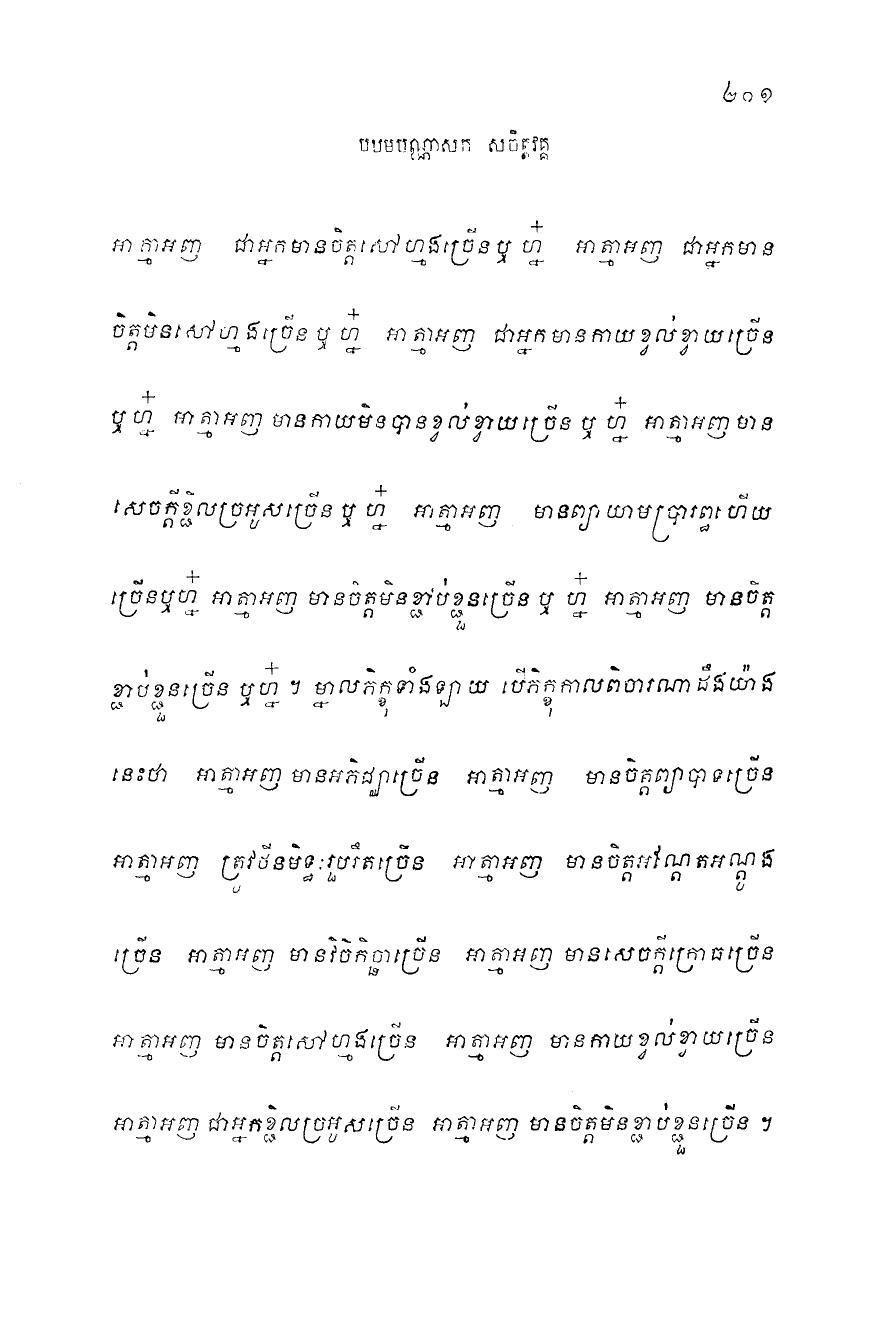 ២០១
បឋមបណ្ណាសក សចិត្តវគ្គ
អាត្មាអញ ជាអ្នកមានចិត្តសៅហ្មងច្រើនឬ ហ្ន៎ អាត្មាអញ ជាអ្នកមាន
ចិត្តមិនសៅហ្មងច្រើន ឬ ហ្ន៎ អាត្មាអញ ជាអ្នកមានកាយខ្វល់ខ្វាយច្រើន
ឬ ហ្ន៎ អាត្មាអញ មានកាយមិនបានខ្វល់ខ្វាយច្រើន ឬ ហ្ន៎ អាត្មាអញមាន
សេចក្តីខ្ជិលច្រអូសច្រើន ឬ ហ្ន៎ អាត្មាអញ មានព្យាយាមប្រារព្ធហើយ
ច្រើនឬហ្ន៎ អាត្មាអញ មានចិត្តមិនខ្ជាប់ខ្ជួនច្រើន ឬ ហ្ន៎ អាត្មាអញ មានចិត្ត
ខ្ជាប់ខ្ជួនច្រើន ឬហ្ន៎ ។ ម្នាលភិក្ខុទាំងឡាយ បើភិក្ខុកាលពិចារណាដឹងយ៉ាង
នេះថា អាត្មាអញ មានអភិជ្ឈាច្រើន អាត្មាអញ មានចិត្តព្យាបាទច្រើន
អាត្មាអញ ត្រូវថីនមិទ្ធៈរួបរឹតច្រើន អាត្មាអញ មានចិត្តអណ្តែតអណ្តូង
ច្រើន អាត្មាអញ មានវិចិកិច្ឆាច្រើន អាត្មាអញ មានសេចក្តីក្រោធច្រើន
អាត្មាអញ មានចិត្តសៅហ្មងច្រើន អាត្មាអញ មានកាយខ្វល់ខ្វាយច្រើន
អាត្មាអញ ជាអ្នកខ្ជិលច្រអូសច្រើន អាត្មាអញ មានចិត្តមិនខ្ជាប់ខ្ជួនច្រើន ។